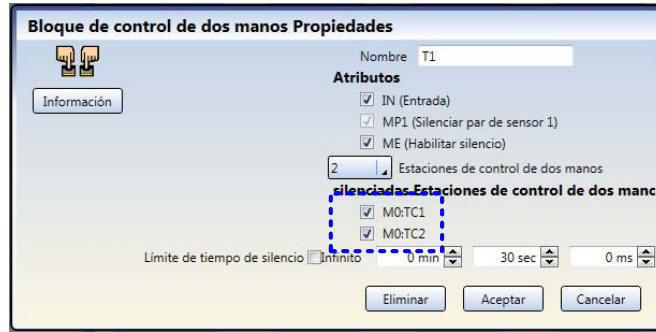 Bloque de control de dos manos Propiedades
Nombre T1
Atributos
Información
IN (Entrada)
MP1 (Silenciar par de sensor 1)
ME (Habilitar silencio)
2 Estaciones de control de dos manos
silenciadas Estaciones de control de dos mano
M0:TC1
M0:TC2
Límite de tiempo de silencio Infinito 0 min 30 sec 0 ms
Eliminar Aceptar Cancelar